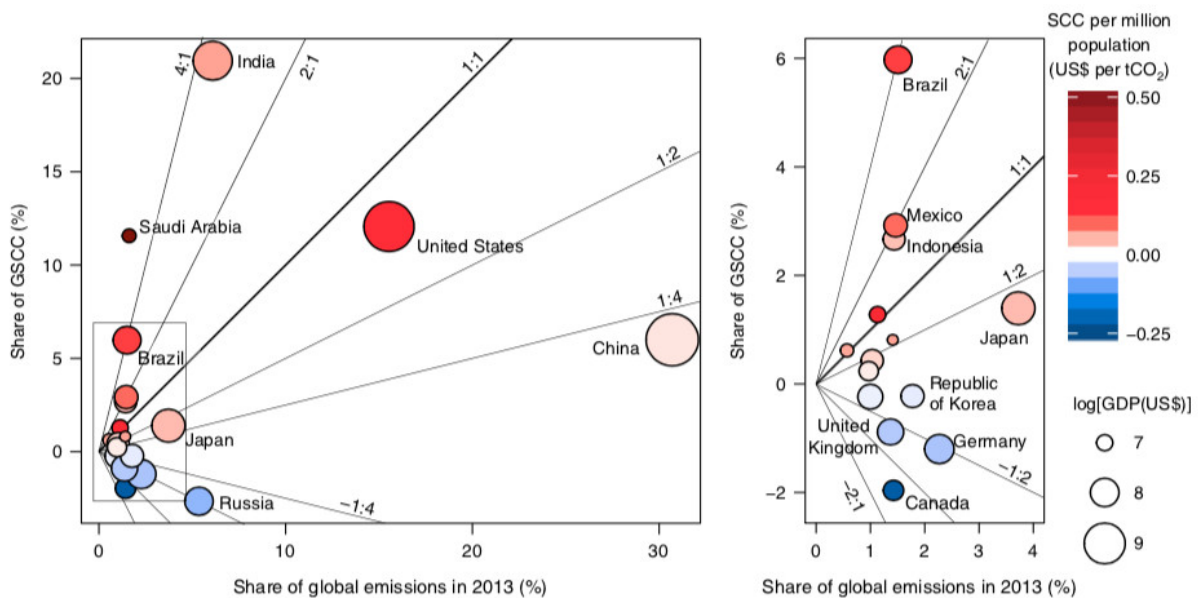 20
15
10
5
0
Share of GSCC (%)
4:1
2:1
1:1
1:2
1:4
−1:4
India
Saudi Arabia
United States
China
Brazil
Japan
Russia
0
10
20
30
Share of global emissions in 2013 (%)
6
4
2
0
−2
Share of GSCC (%)
2:1
1:1
1:2
−1:2
−2:1
Brazil
Mexico
Indonesia
Japan
Republic
of Korea
United
Kingdom
Germany
Canada
0
1
2
3
4
Share of global emissions in 2013 (%)
SCC per million
population
(US$ per tCO₂)
0.50
0.25
0.00
−0.25
log[GDP(US$)]
7
8
9